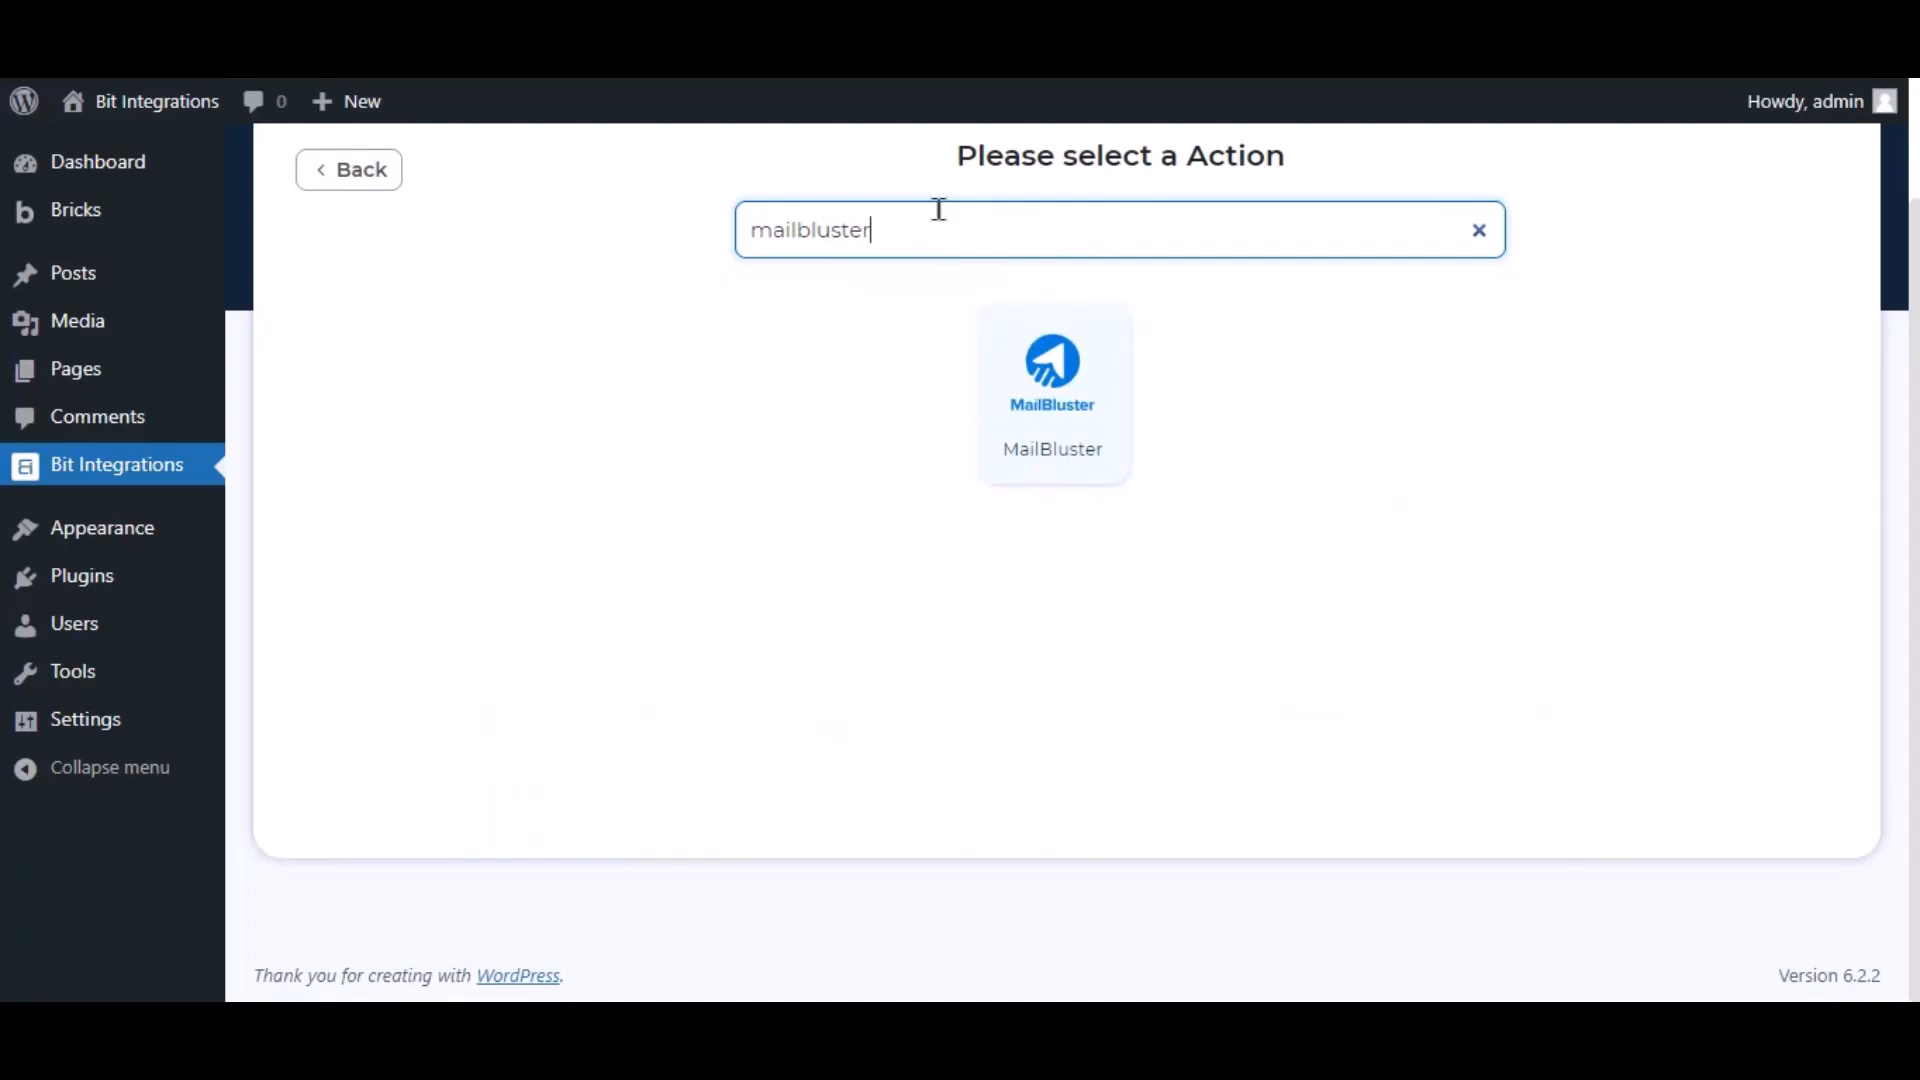 Bit Integrations 0 New Howdy, admin
Dashboard
Bricks
Posts
Media
Pages
Comments
Bit Integrations
Appearance
Plugins
Users
Tools
Settings
Collapse menu
Back
Please select a Action
mailbluster
MailBluster
MailBluster
Thank you for creating with WordPress.
Version 6.2.2